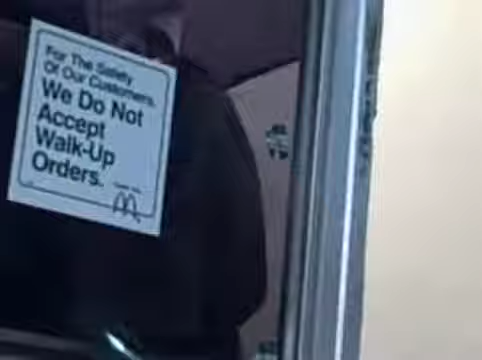 For The Safety
Of Our Customers.
We Do Not
Accept
Walk-Up
Orders.